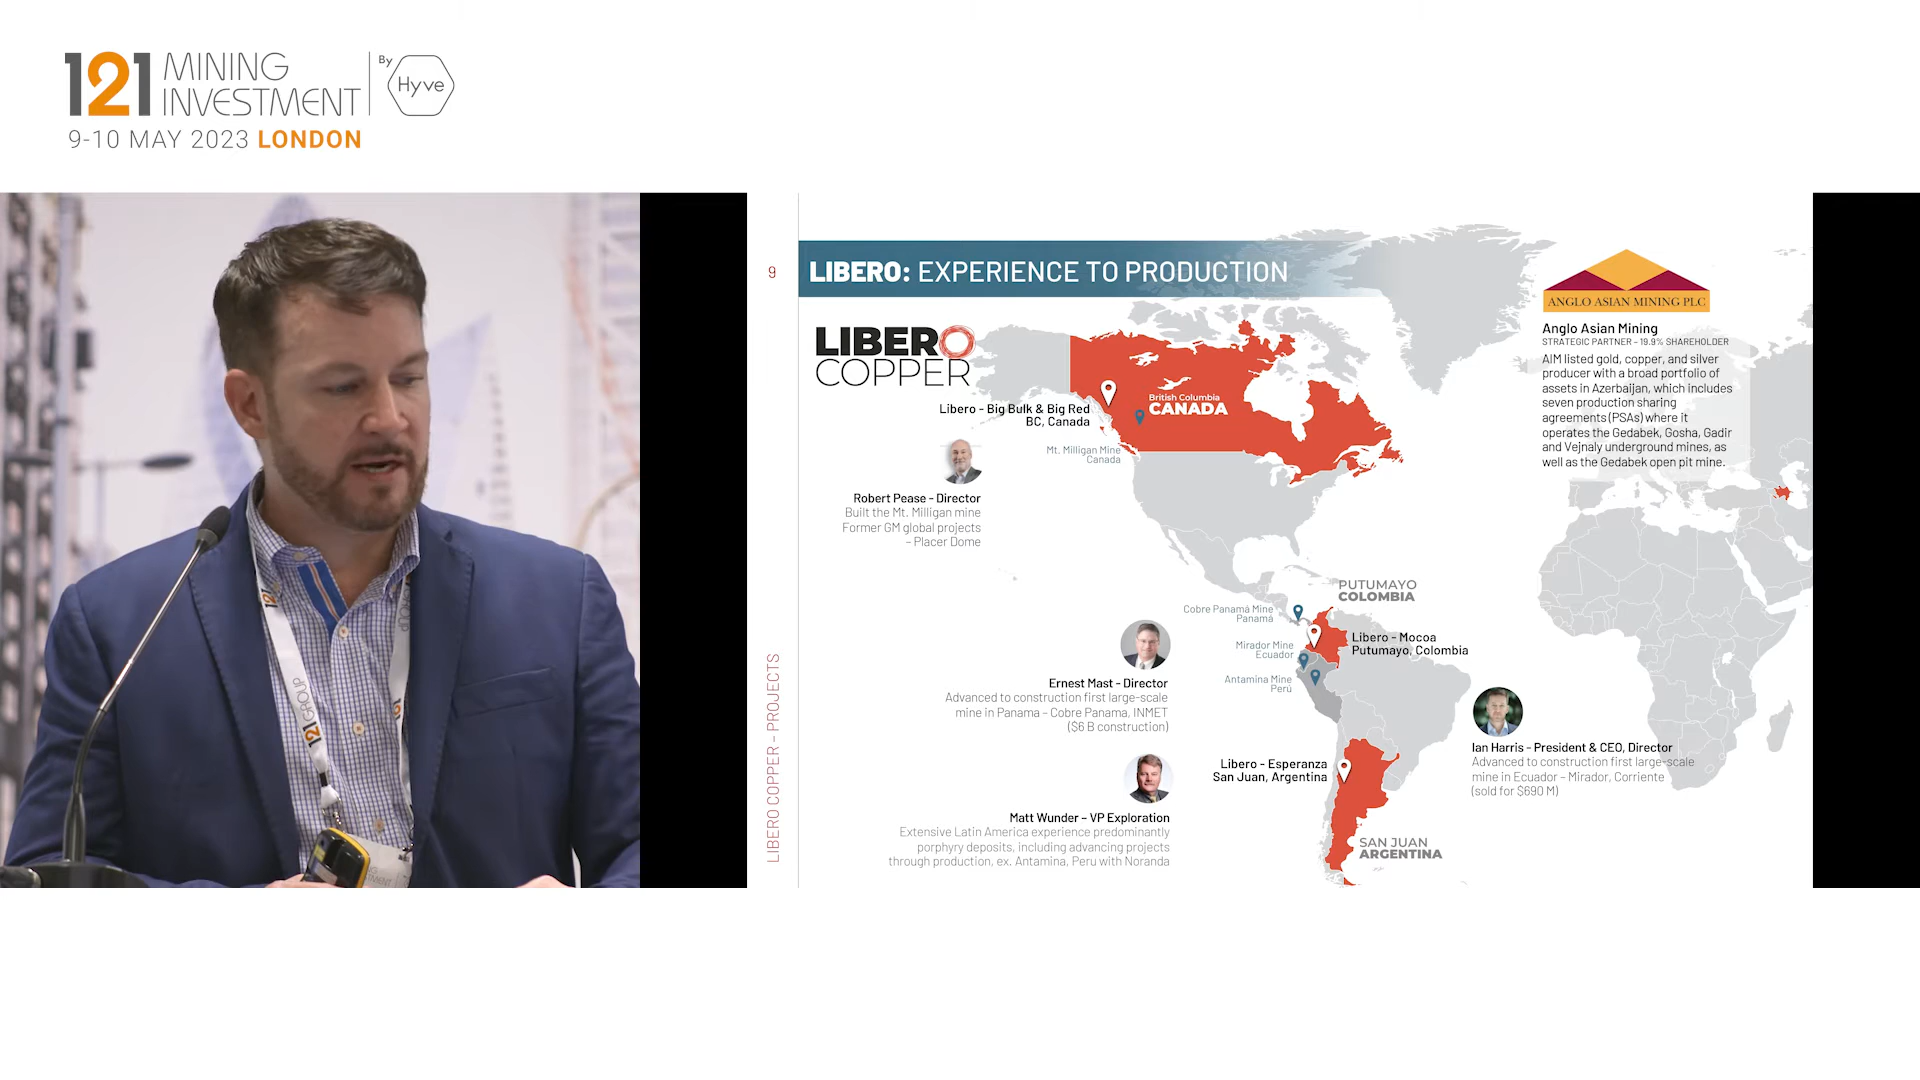 121 MINING
INVESTMENT
By
Hyve
9-10 MAY 2023 LONDON
9
LIBERO: EXPERIENCE TO PRODUCTION
LIBERO
COPPER
ANGLO ASIAN MINING PLC
Anglo Asian Mining
STRATEGIC PARTNER - 19.9% SHAREHOLDER
AIM listed gold, copper, and silver
producer with a broad portfolio of
assets in Azerbaijan, which includes
seven production sharing
agreements (PSAs) where it
operates the Gedabek, Gosha, Gadir
and Vejnaly underground mines, as
well as the Gedabek open pit mine.
British Columbia
CANADA
Libero - Big Bulk & Big Red
BC, Canada
Mt. Milligan Mine
Canada
Robert Pease - Director
Built the Mt. Milligan mine
Former GM global projects
– Placer Dome
PUTUMAYO
COLOMBIA
Cobre Panamá Mine
Panamá
Libero - Mocoa
Putumayo, Colombia
Mirador Mine
Ecuador
Antamina Mine
Perú
Ernest Mast - Director
Advanced to construction first large-scale
mine in Panama – Cobre Panama, INMET
($6 B construction)
Libero - Esperanza
San Juan, Argentina
Ian Harris - President & CEO, Director
Advanced to construction first large-scale
mine in Ecuador – Mirador, Corriente
(sold for $690 M)
Matt Wunder – VP Exploration
Extensive Latin America experience predominantly
porphyry deposits, including advancing projects
through production, ex. Antamina, Peru with Noranda
SAN JUAN
ARGENTINA
LIBERO COPPER – PROJECTS
121 GROUP